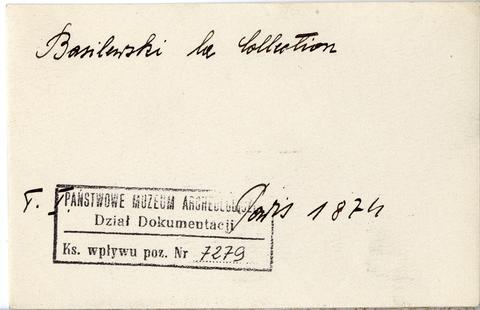 Basilewski la Collection
T. I.
PAŃSTWOWE MUZEUM ARCHEOLOGICZNE
Dział Dokumentacji
Ks. wpływu poz. Nr 7279
Paris 1874